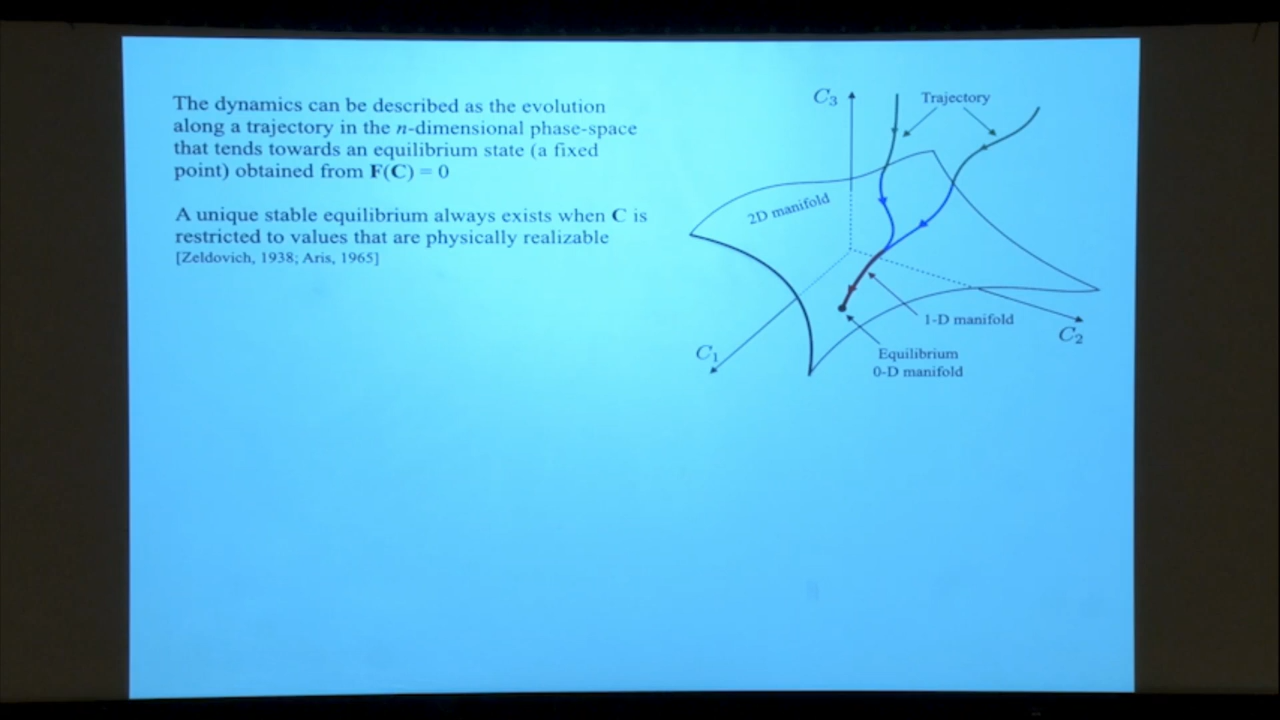 The dynamics can be described as the evolution
along a trajectory in the n-dimensional phase-space
that tends towards an equilibrium state (a fixed
point) obtained from F(C) = 0
A unique stable equilibrium always exists when C is
restricted to values that are physically realizable
[Zeldovich, 1938; Aris, 1965]
C₃
Trajectory
2D manifold
1-D manifold
C₂
C₁
Equilibrium
0-D manifold